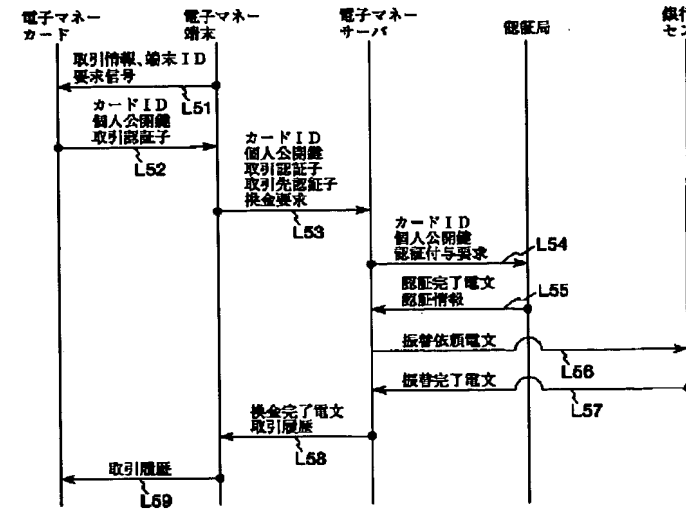 電子マネー
カード
電子マネー
端末
電子マネー
サーバ
認証局
銀行
セン
取引情報、端末ID
要求信号
L51
カードID
個人公開鍵
取引認証子
L52
カードID
個人公開鍵
取引認証子
取引先認証子
換金要求
L53
カードID
個人公開鍵
認証付与要求
L54
認証完了電文
認証情報
L55
振替依頼電文
L56
振替完了電文
L57
換金完了電文
取引履歴
L58
取引履歴
L59